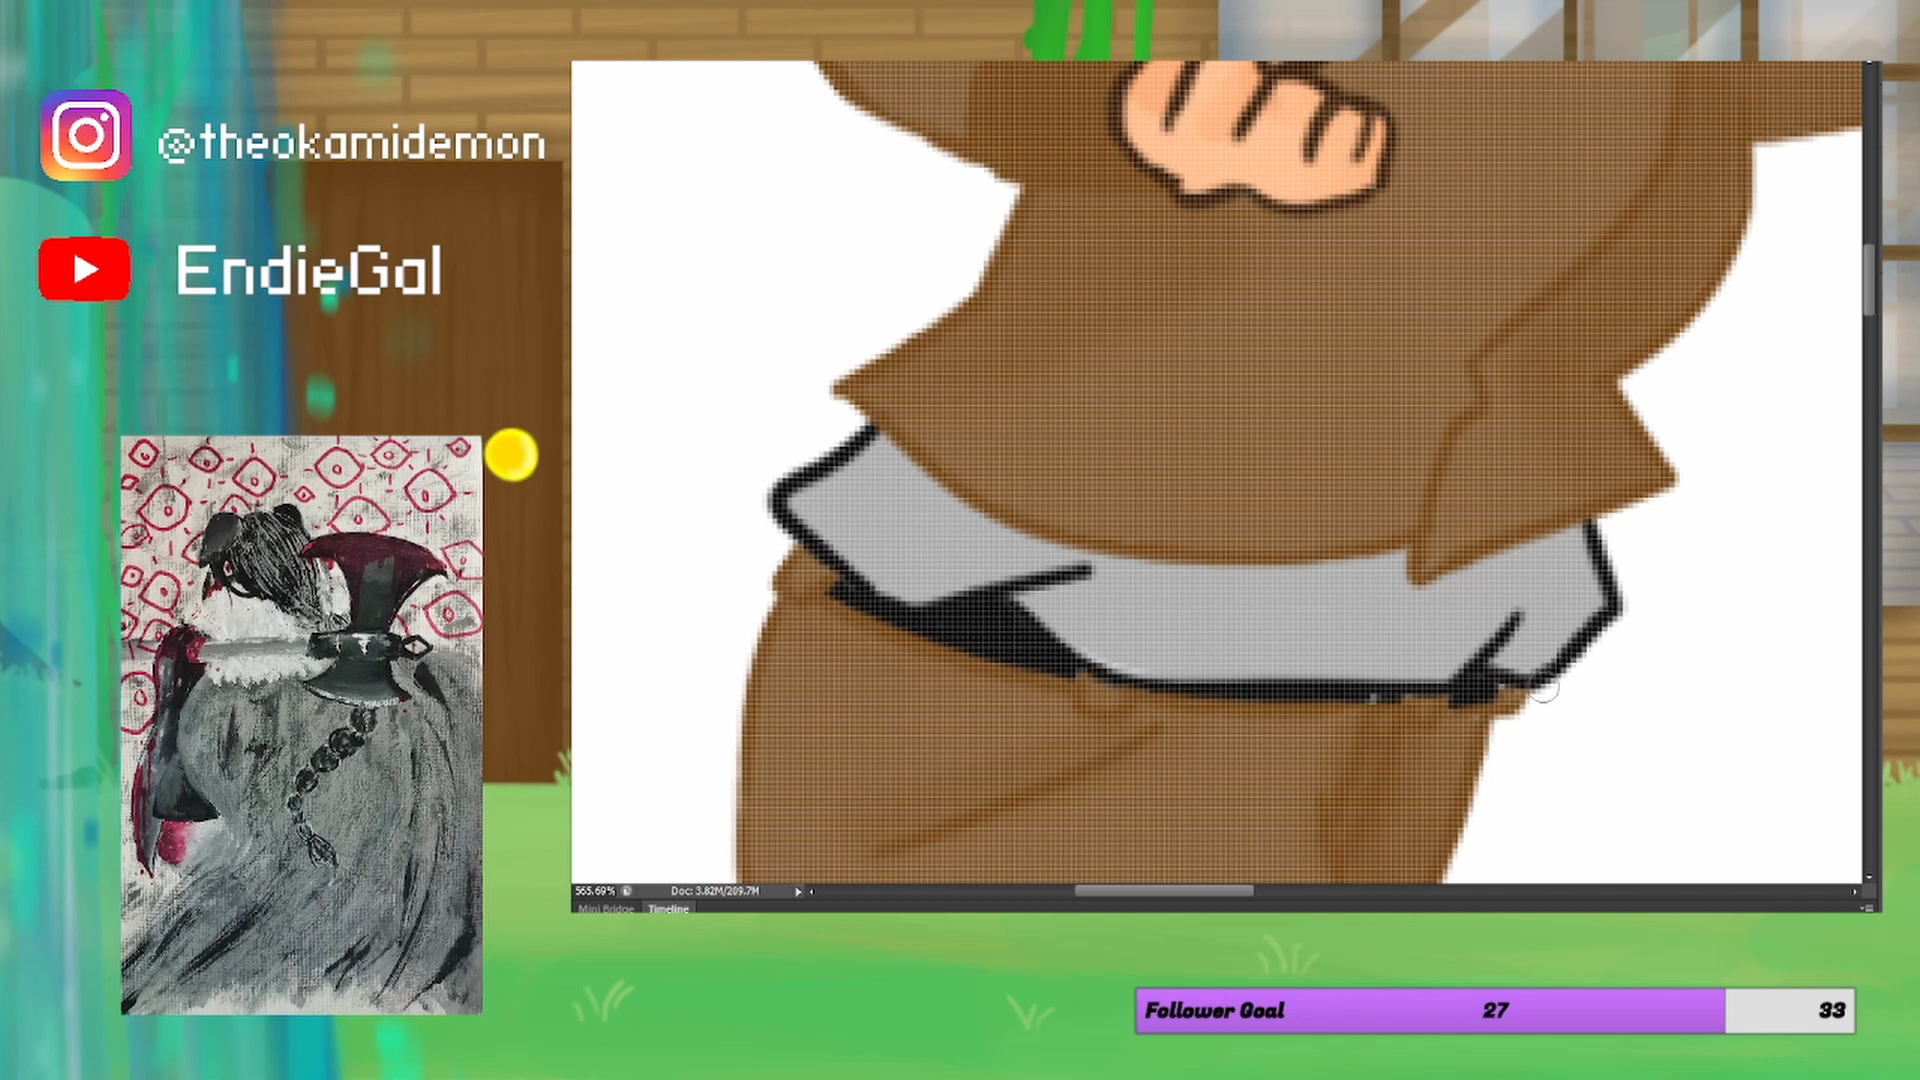 @theokamidemon
EndieGal
565.69%
Doc: 3.82M/209.7M
Mini Bridge
Timeline
Follower Goal
27
33